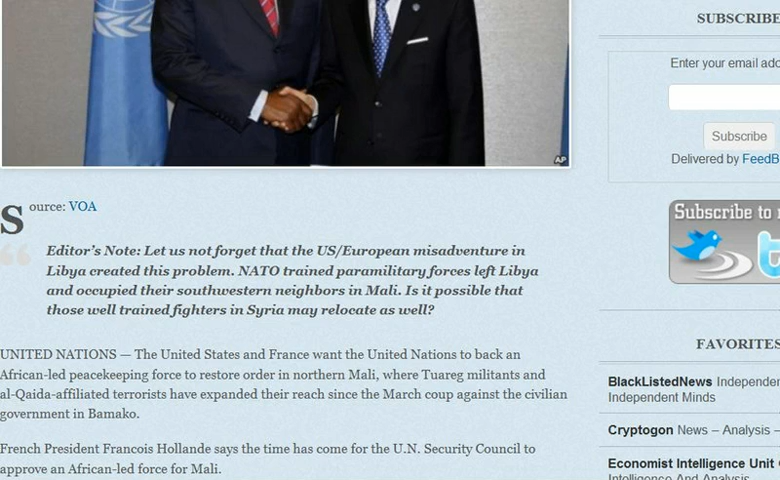 AP
Source: VOA
Editor's Note: Let us not forget that the US/European misadventure in
Libya created this problem. NATO trained paramilitary forces left Libya
and occupied their southwestern neighbors in Mali. Is it possible that
those well trained fighters in Syria may relocate as well?
UNITED NATIONS — The United States and France want the United Nations to back an
African-led peacekeeping force to restore order in northern Mali, where Tuareg militants and
al-Qaida-affiliated terrorists have expanded their reach since the March coup against the civilian
government in Bamako.
French President Francois Hollande says the time has come for the U.N. Security Council to
approve an African-led force for Mali.
SUBSCRIBE
Enter your email add
Subscribe
Delivered by FeedB
Subscribe to
FAVORITES
BlackListedNews Independen
Independent Minds
Cryptogon News – Analysis –
Economist Intelligence Unit
Intelligence And Analysis